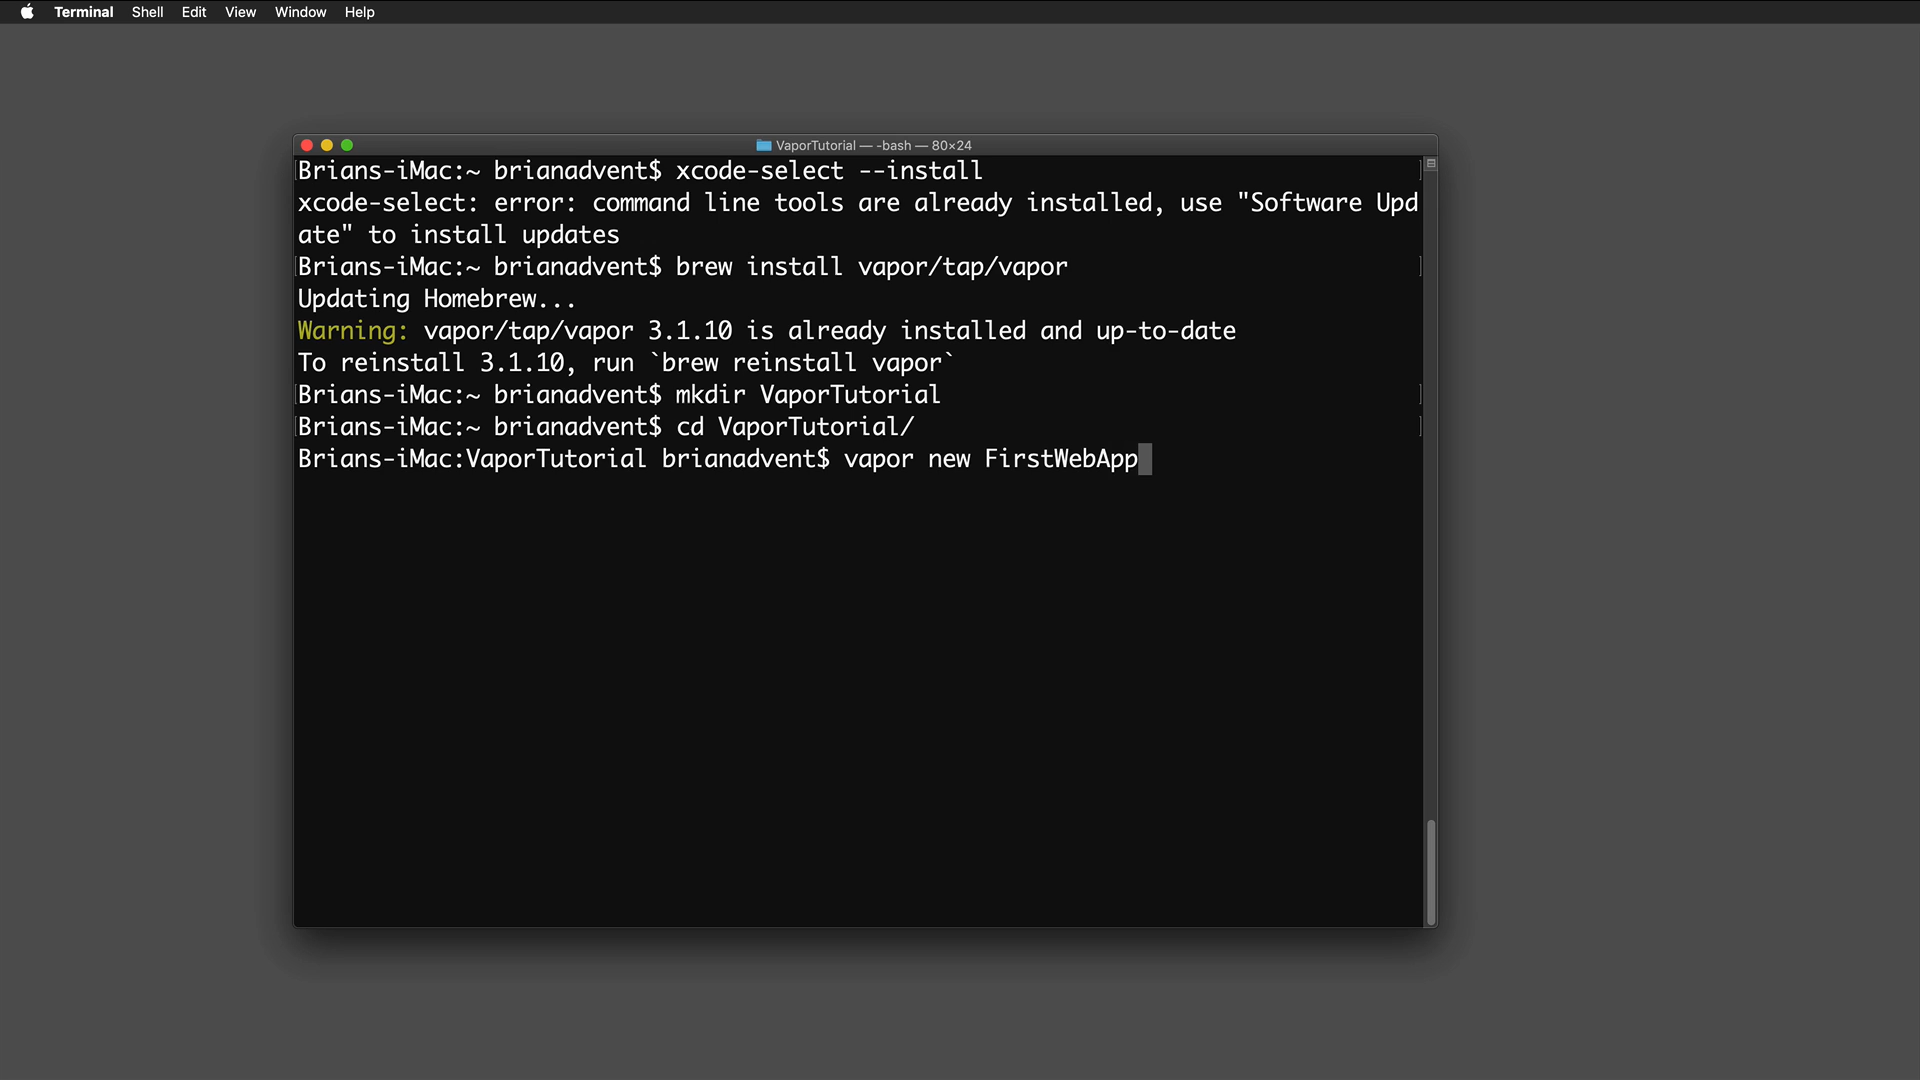 Terminal Shell Edit View Window Help
VaporTutorial — -bash — 80×24
Brians-iMac:~ brianadvent$ xcode-select --install
xcode-select: error: command line tools are already installed, use "Software Upd
ate" to install updates
Brians-iMac:~ brianadvent$ brew install vapor/tap/vapor
Updating Homebrew...
Warning: vapor/tap/vapor 3.1.10 is already installed and up-to-date
To reinstall 3.1.10, run `brew reinstall vapor`
Brians-iMac:~ brianadvent$ mkdir VaporTutorial
Brians-iMac:~ brianadvent$ cd VaporTutorial/
Brians-iMac:VaporTutorial brianadvent$ vapor new FirstWebApp